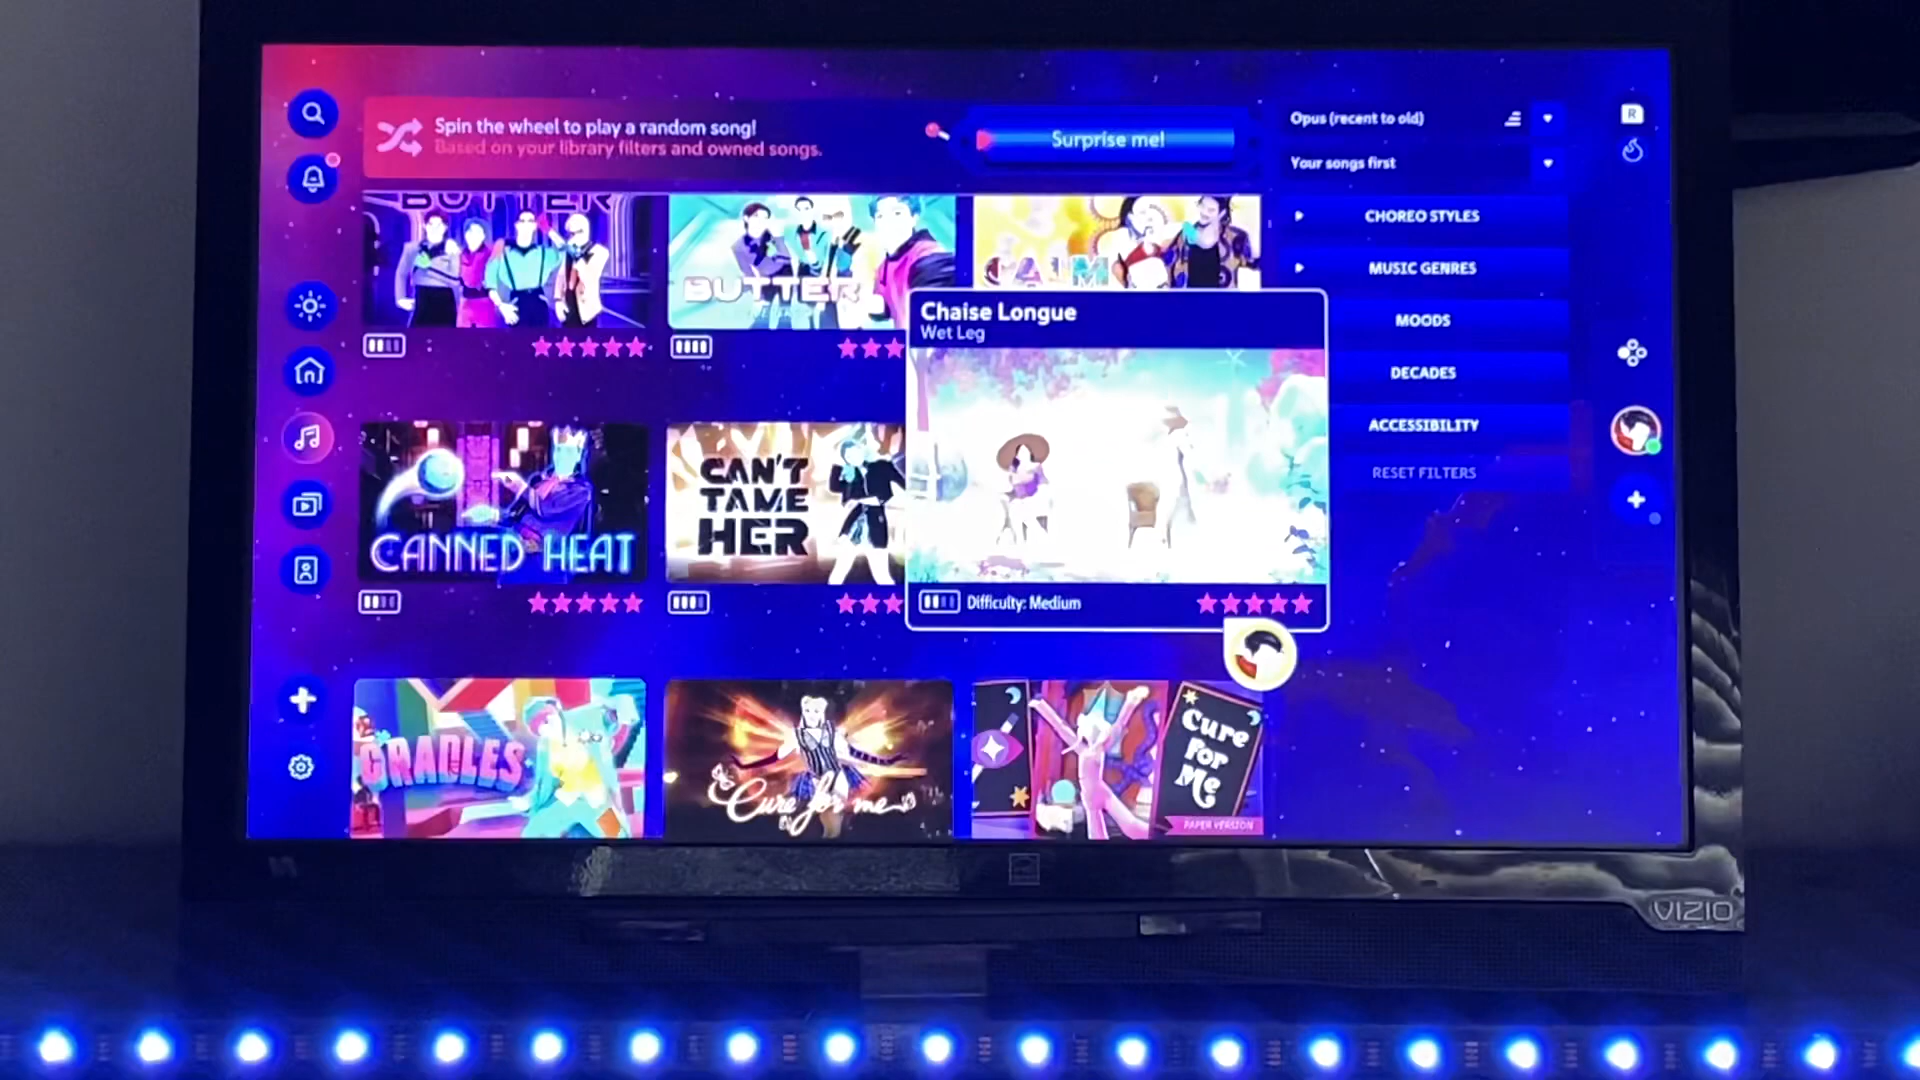 Spin the wheel to play a random song!
Based on your library filters and owned songs.
Surprise me!
Opus (recent to old)
Your songs first
R
CHOREO STYLES
MUSIC GENRES
MOODS
DECADES
ACCESSIBILITY
RESET FILTERS
BUTTER
BUTTER
Chaise Longue
Wet Leg
Difficulty: Medium
CANNED HEAT
CAN'T
TAME
HER
CRADLES
Cure for me
Cure
For
Me
PAPER VERSION
VIZIO